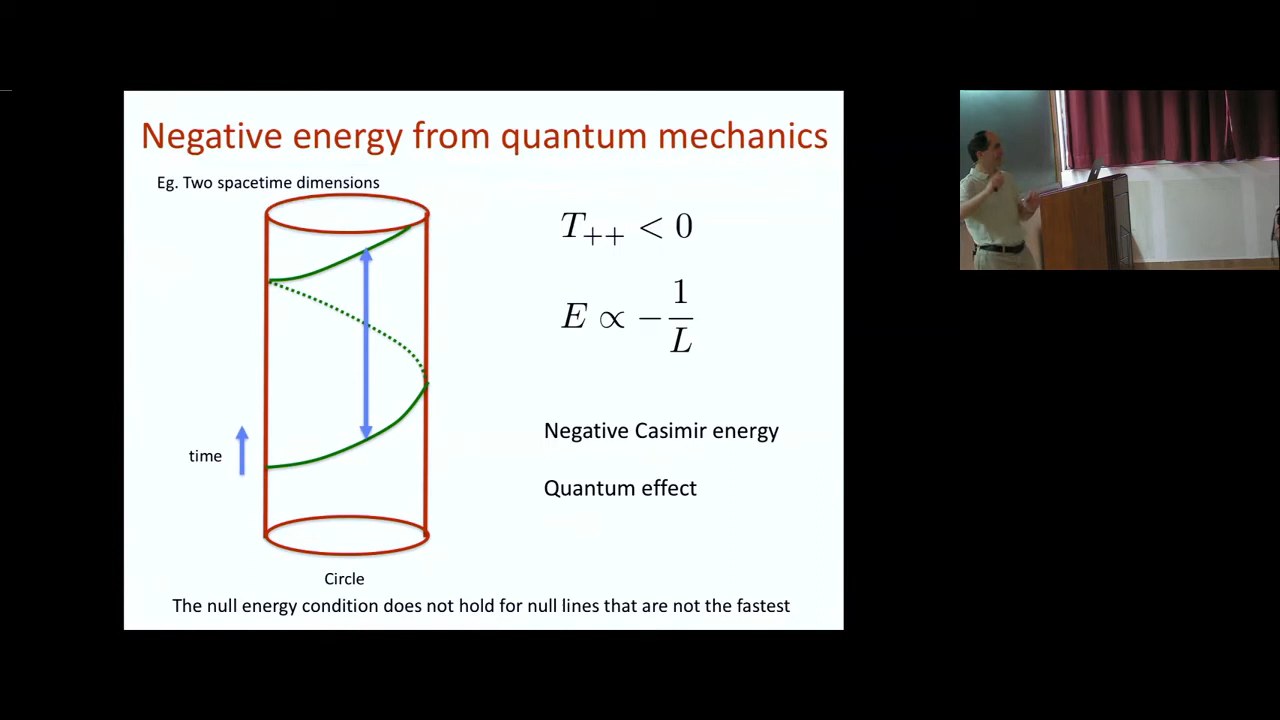 Negative energy from quantum mechanics
Eg. Two spacetime dimensions
T₊₊ < 0
E ∝ −1/L
Negative Casimir energy
time
Quantum effect
Circle
The null energy condition does not hold for null lines that are not the fastest